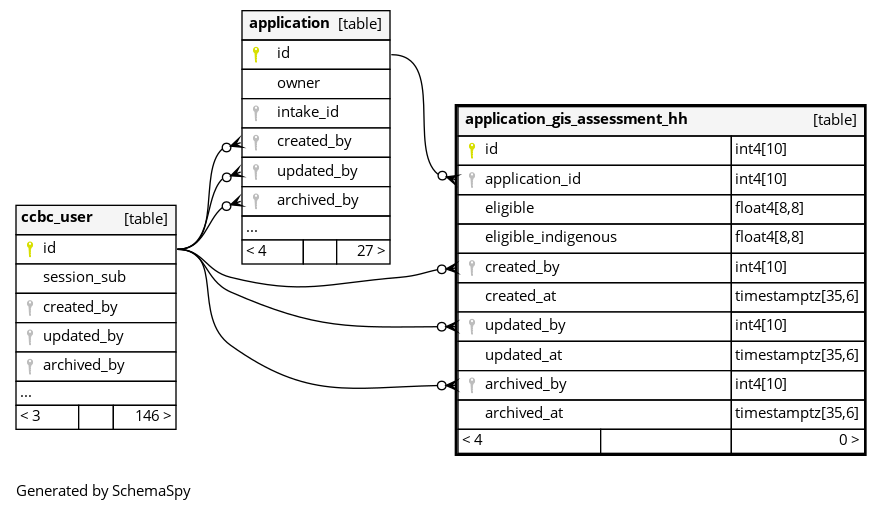 application [table]
id
owner
intake_id
created_by
updated_by
archived_by
...
< 4 27 >
ccbc_user [table]
id
session_sub
created_by
updated_by
archived_by
...
< 3 146 >
application_gis_assessment_hh [table]
id int4[10]
application_id int4[10]
eligible float4[8,8]
eligible_indigenous float4[8,8]
created_by int4[10]
created_at timestamptz[35,6]
updated_by int4[10]
updated_at timestamptz[35,6]
archived_by int4[10]
archived_at timestamptz[35,6]
< 4 0 >
Generated by SchemaSpy